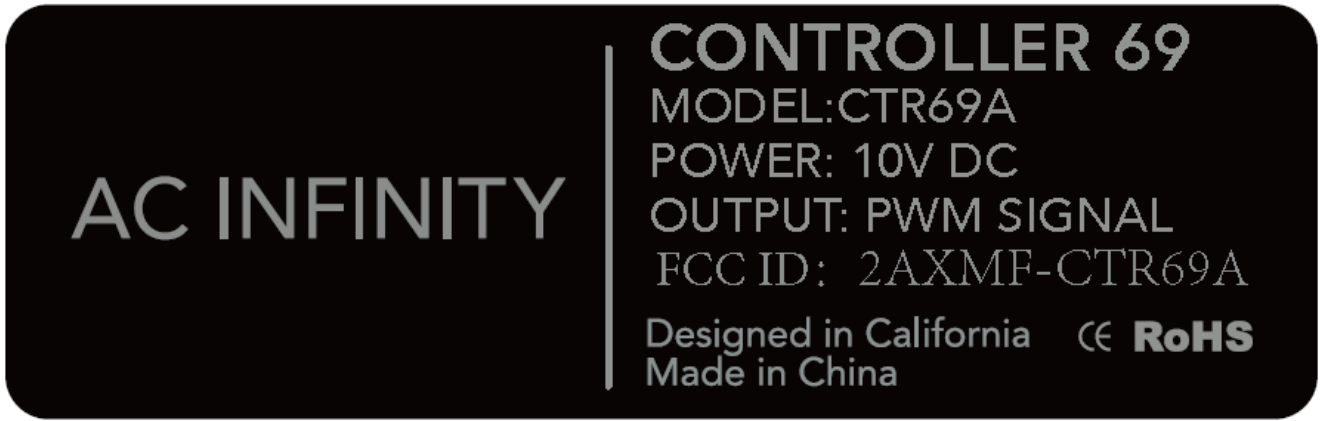 AC INFINITY
CONTROLLER 69
MODEL:CTR69A
POWER: 10V DC
OUTPUT: PWM SIGNAL
FCC ID: 2AXMF-CTR69A
Designed in California CE RoHS
Made in China